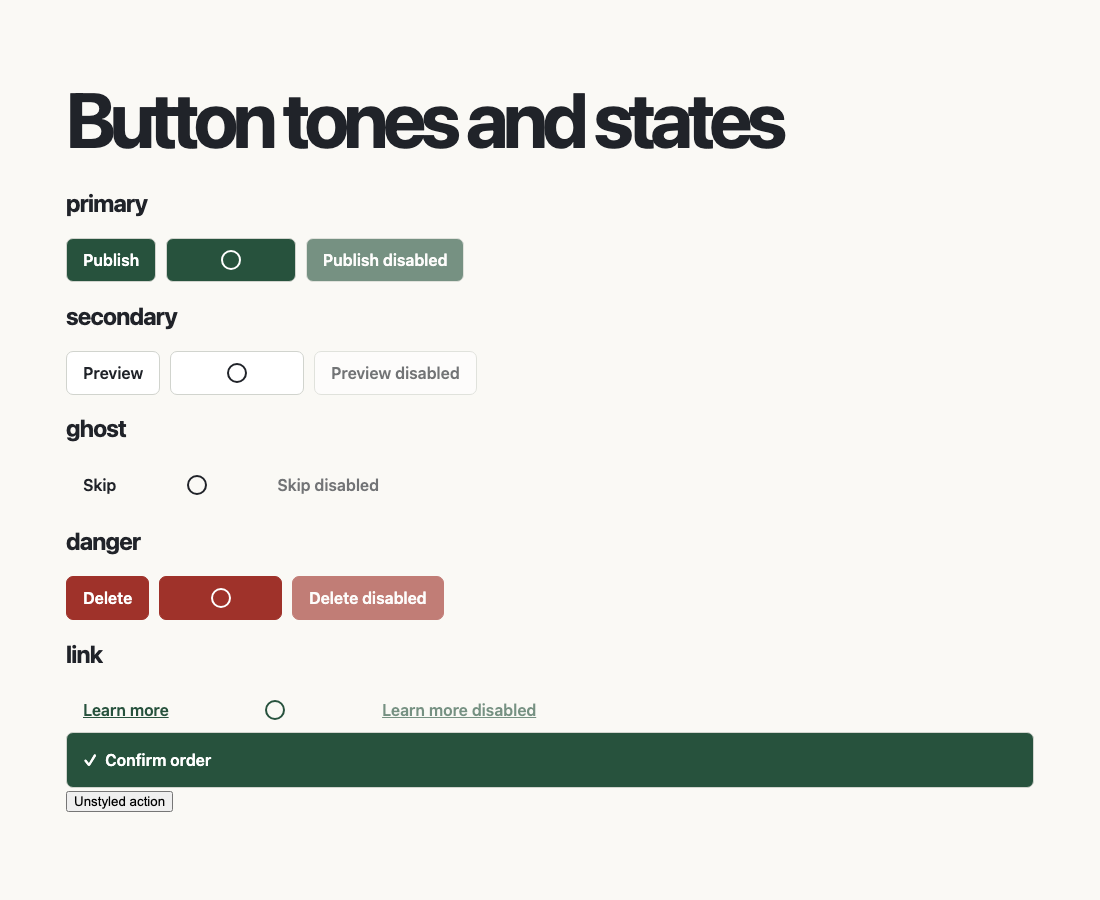 Button tones and states
primary
Publish
Publish disabled
secondary
Preview
Preview disabled
ghost
Skip
Skip disabled
danger
Delete
Delete disabled
link
Learn more
Learn more disabled
✓ Confirm order
Unstyled action